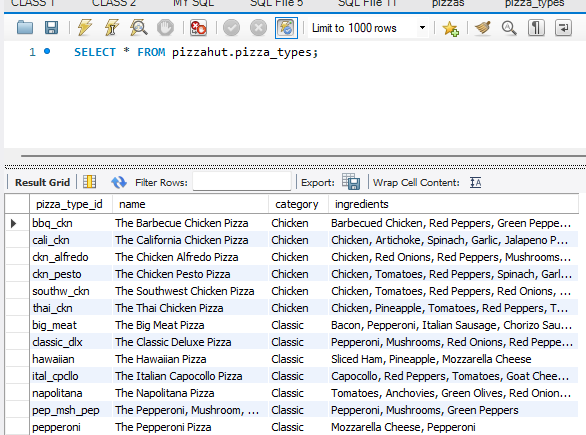 CLASS 1 CLASS 2 MY SQL SQL File 5 SQL File 11 pizzas pizza_types
Limit to 1000 rows
1 SELECT * FROM pizzahut.pizza_types;
Result Grid Filter Rows: Export: Wrap Cell Content: IA
pizza_type_id name category ingredients
bbq_ckn The Barbecue Chicken Pizza Chicken Barbecued Chicken, Red Peppers, Green Peppe...
cali_ckn The California Chicken Pizza Chicken Chicken, Artichoke, Spinach, Garlic, Jalapeno P...
ckn_alfredo The Chicken Alfredo Pizza Chicken Chicken, Red Onions, Red Peppers, Mushrooms...
ckn_pesto The Chicken Pesto Pizza Chicken Chicken, Tomatoes, Red Peppers, Spinach, Garl...
southw_ckn The Southwest Chicken Pizza Chicken Chicken, Tomatoes, Red Peppers, Red Onions, ...
thai_ckn The Thai Chicken Pizza Chicken Chicken, Pineapple, Tomatoes, Red Peppers, T...
big_meat The Big Meat Pizza Classic Bacon, Pepperoni, Italian Sausage, Chorizo Sau...
classic_dlx The Classic Deluxe Pizza Classic Pepperoni, Mushrooms, Red Onions, Red Pepper...
hawaiian The Hawaiian Pizza Classic Sliced Ham, Pineapple, Mozzarella Cheese
ital_cpcllo The Italian Capocollo Pizza Classic Capocollo, Red Peppers, Tomatoes, Goat Chee...
napolitana The Napolitana Pizza Classic Tomatoes, Anchovies, Green Olives, Red Onion...
pep_msh_pep The Pepperoni, Mushroom, ... Classic Pepperoni, Mushrooms, Green Peppers
pepperoni The Pepperoni Pizza Classic Mozzarella Cheese, Pepperoni